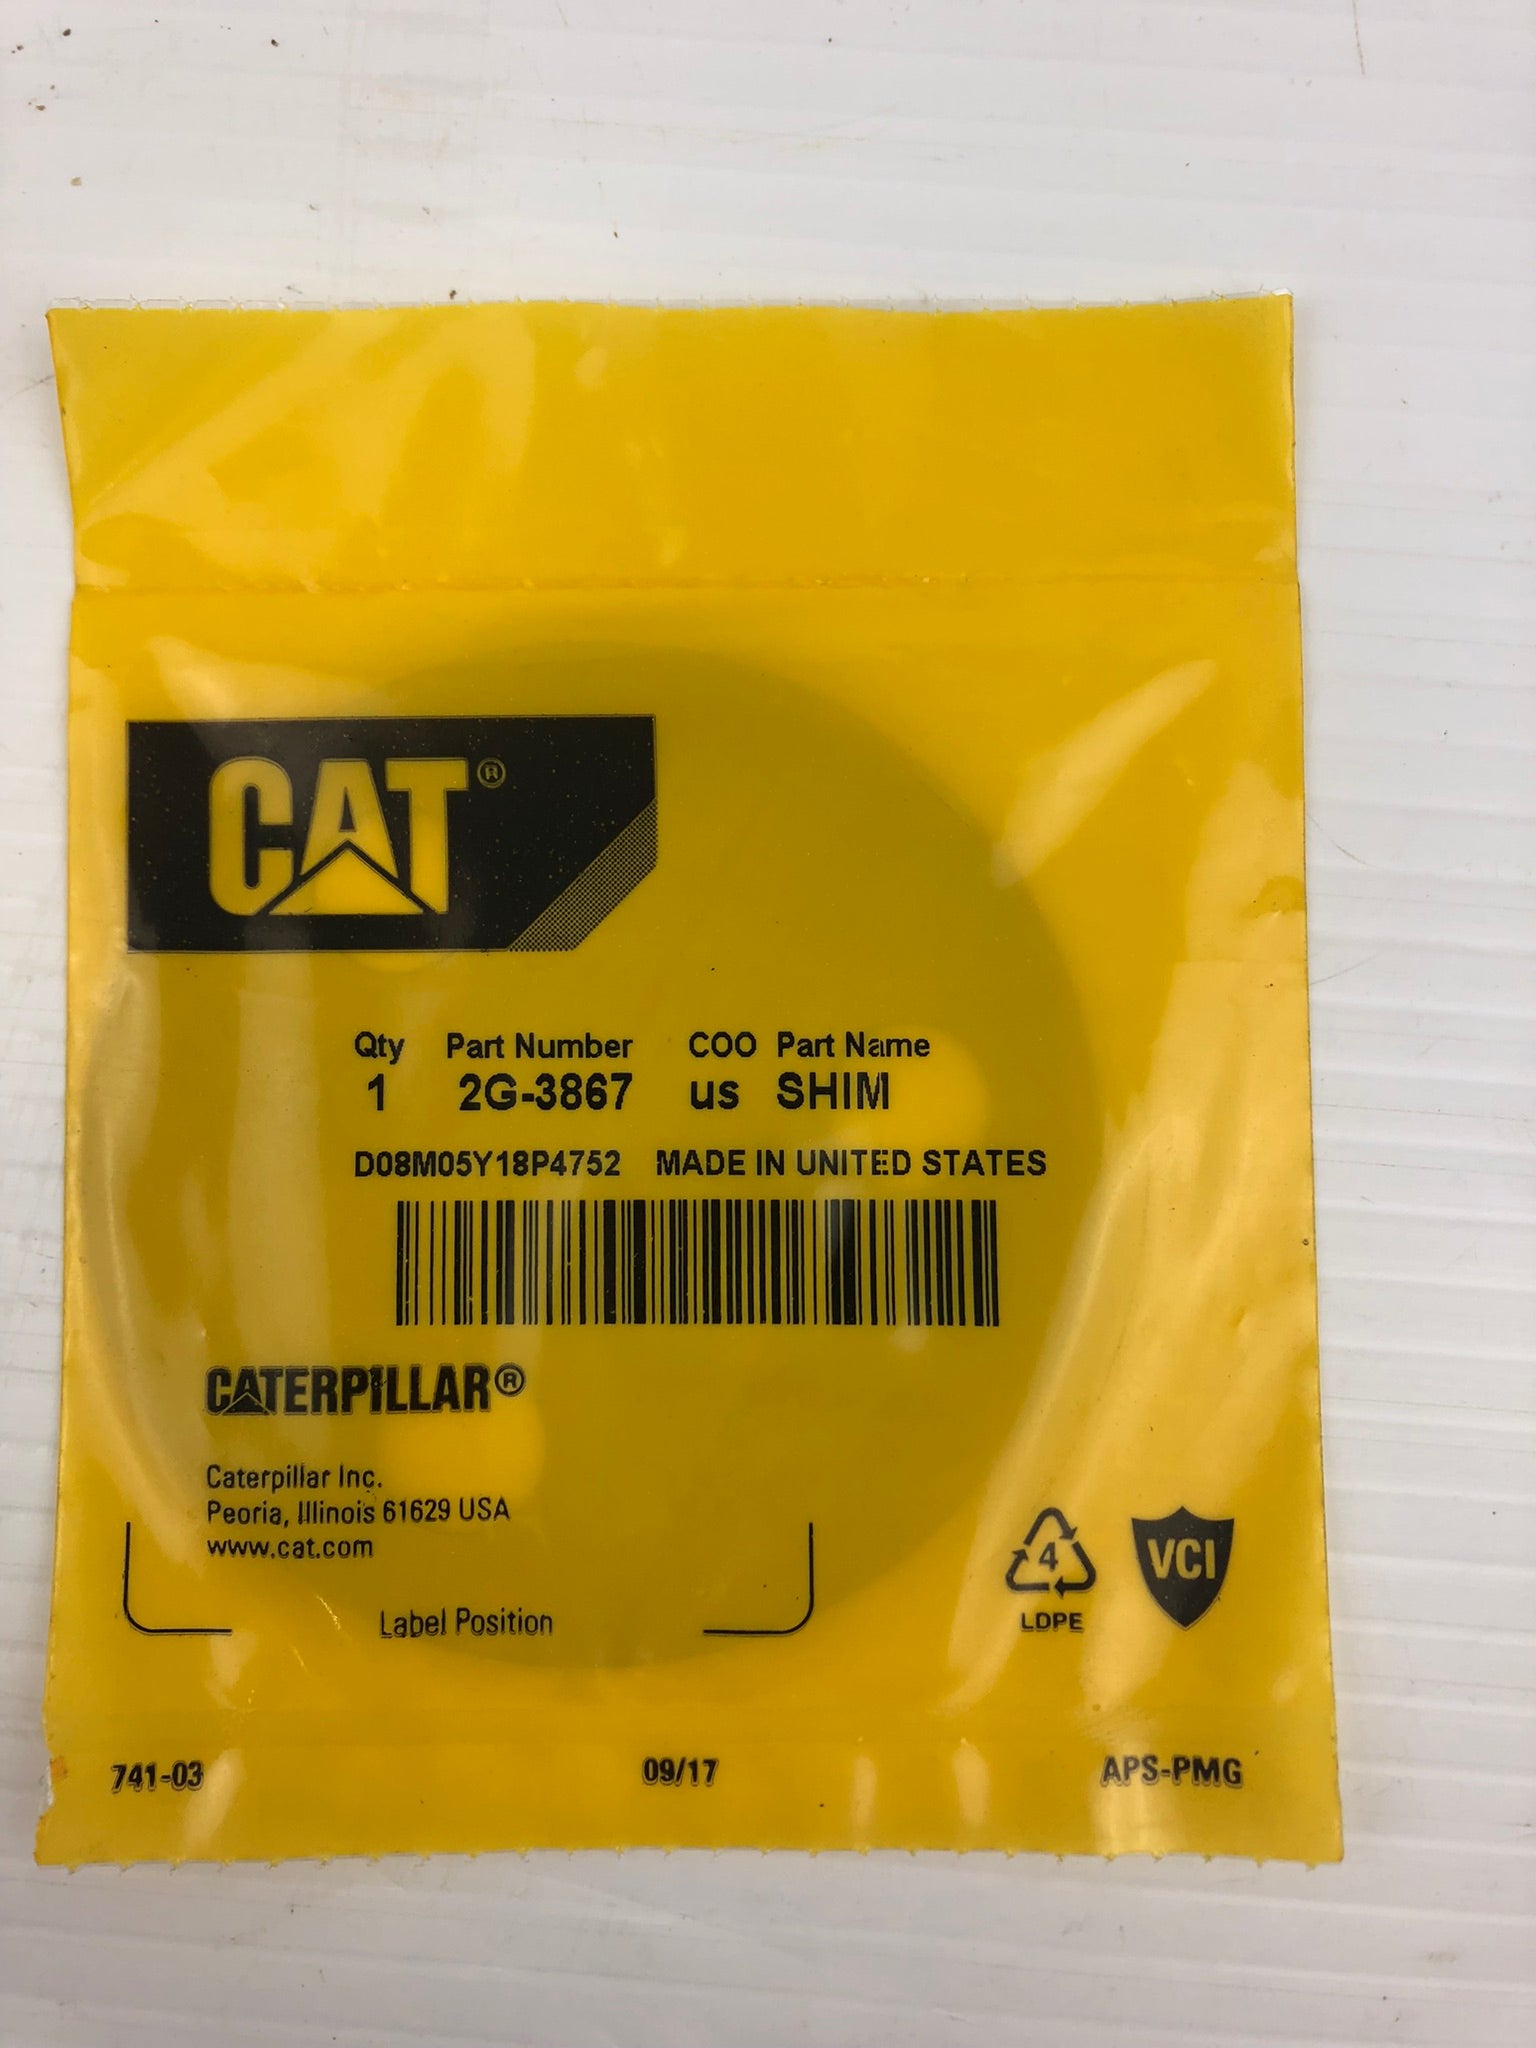 CAT®
Qty Part Number COO Part Name
1 2G-3867 us SHIM
D08M05Y18P4752 MADE IN UNITED STATES
CATERPILLAR®
Caterpillar Inc.
Peoria, Illinois 61629 USA
www.cat.com
Label Position
4
LDPE
VCI
741-03 09/17 APS-PMG